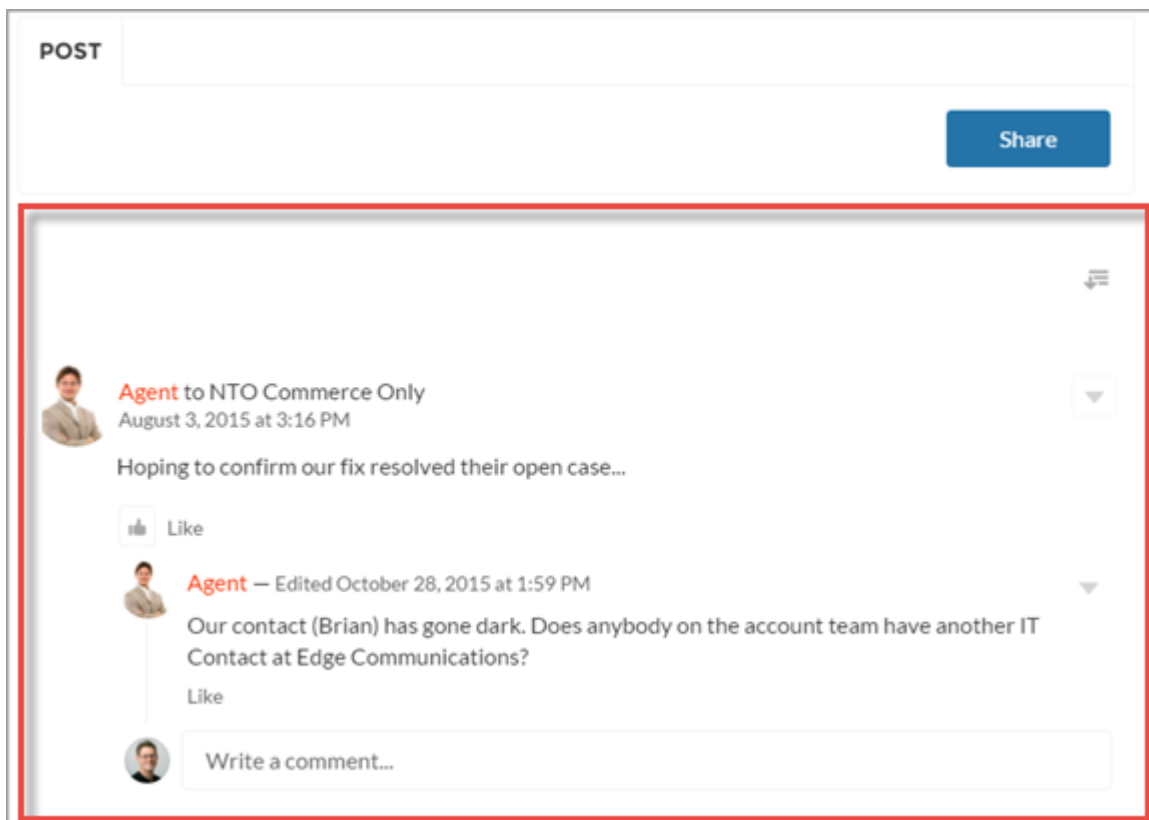 POST
Share
Agent to NTO Commerce Only
August 3, 2015 at 3:16 PM
Hoping to confirm our fix resolved their open case...
Like
Agent — Edited October 28, 2015 at 1:59 PM
Our contact (Brian) has gone dark. Does anybody on the account team have another IT
Contact at Edge Communications?
Like
Write a comment...